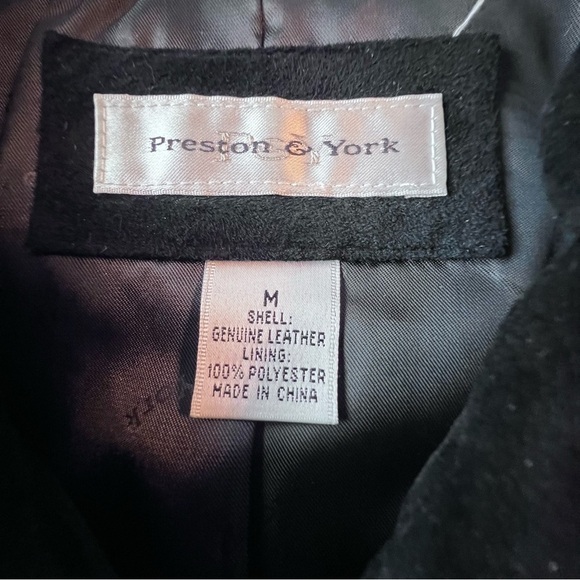 Preston & York
M
SHELL:
GENUINE LEATHER
LINING:
100% POLYESTER
MADE IN CHINA